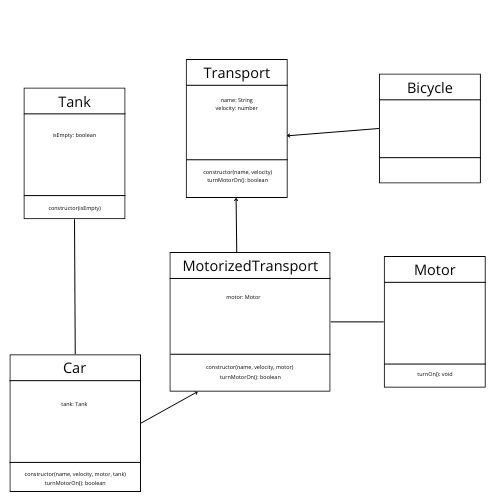 Transport
name: String
velocity: number
constructor(name, velocity)
turnMotorOn(): boolean
Bicycle
Tank
isEmpty: boolean
constructor(isEmpty)
MotorizedTransport
motor: Motor
constructor(name, velocity, motor)
turnMotorOn(): boolean
Motor
turnOn(): void
Car
tank: Tank
constructor(name, velocity, motor, tank)
turnMotorOn(): boolean